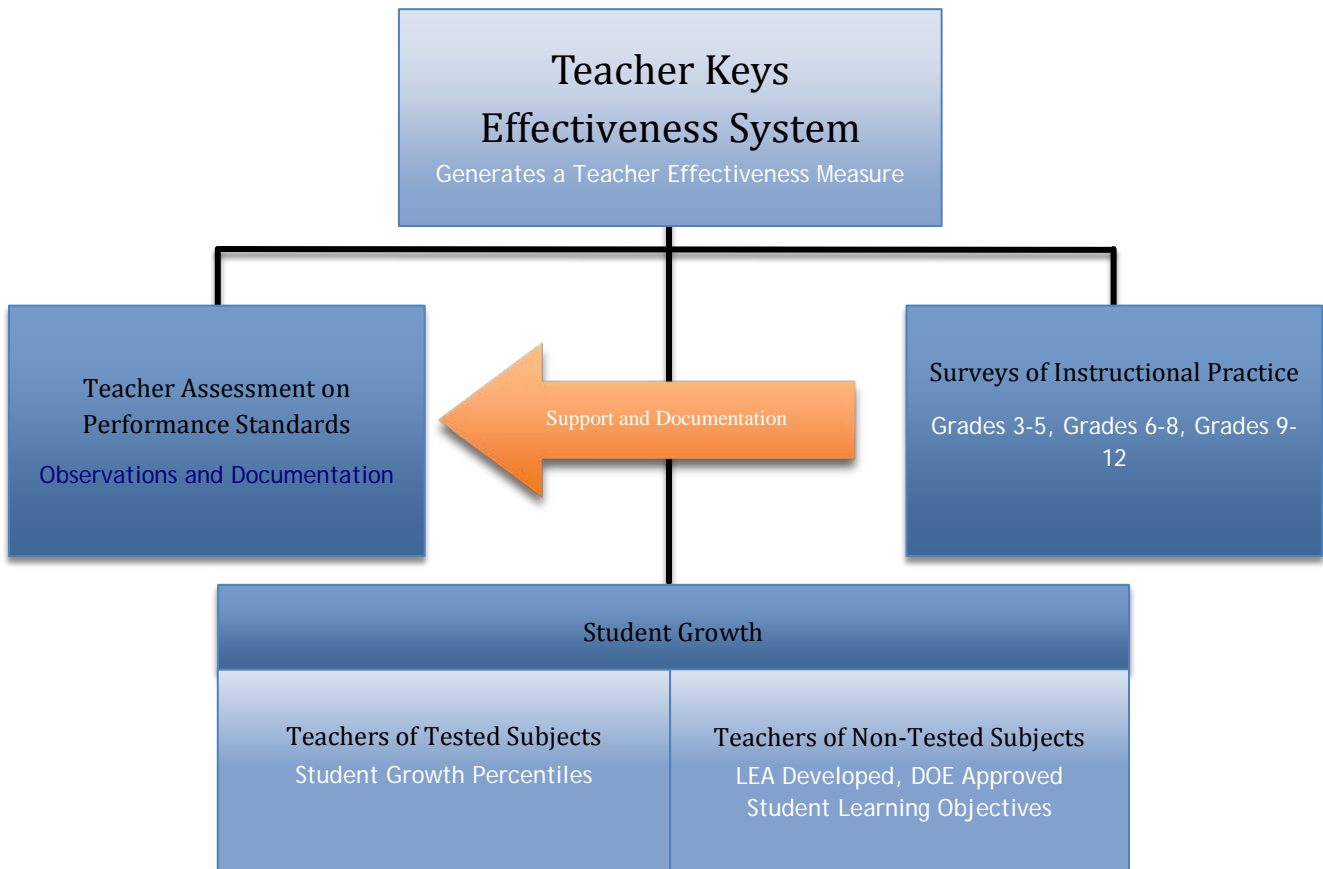 Teacher Keys
Effectiveness System
Generates a Teacher Effectiveness Measure
Teacher Assessment on
Performance Standards
Observations and Documentation
Support and Documentation
Surveys of Instructional Practice
Grades 3-5, Grades 6-8, Grades 9-
12
Student Growth
Teachers of Tested Subjects
Student Growth Percentiles
Teachers of Non-Tested Subjects
LEA Developed, DOE Approved
Student Learning Objectives